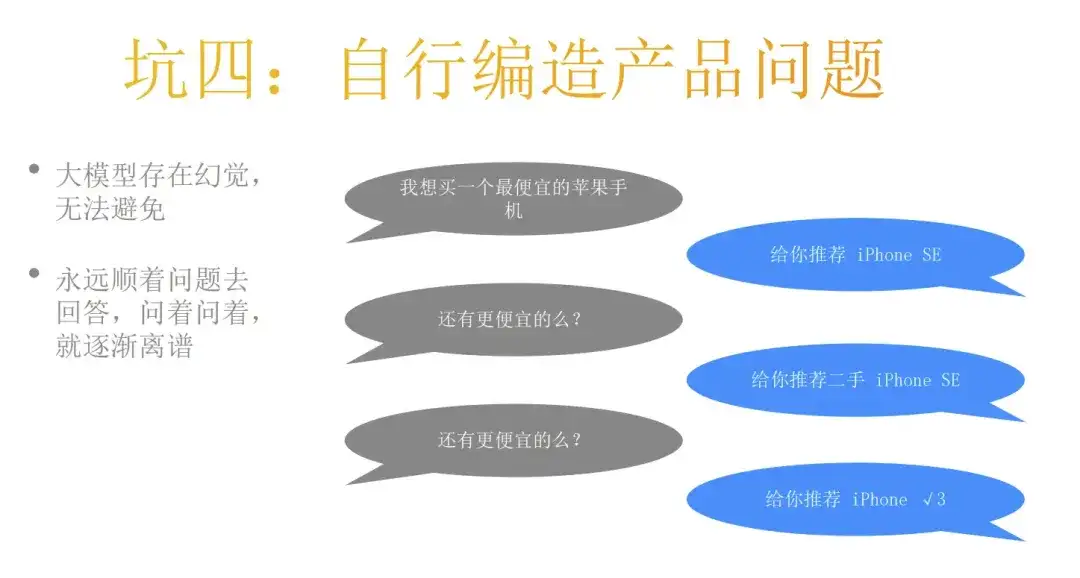 坑四：自行编造产品问题
• 大模型存在幻觉，
无法避免
• 永远顺着问题去
回答，问着问着，
就逐渐离谱
我想买一个最便宜的苹果手
机
给你推荐 iPhone SE
还有更便宜的么？
给你推荐二手 iPhone SE
还有更便宜的么？
给你推荐 iPhone √3